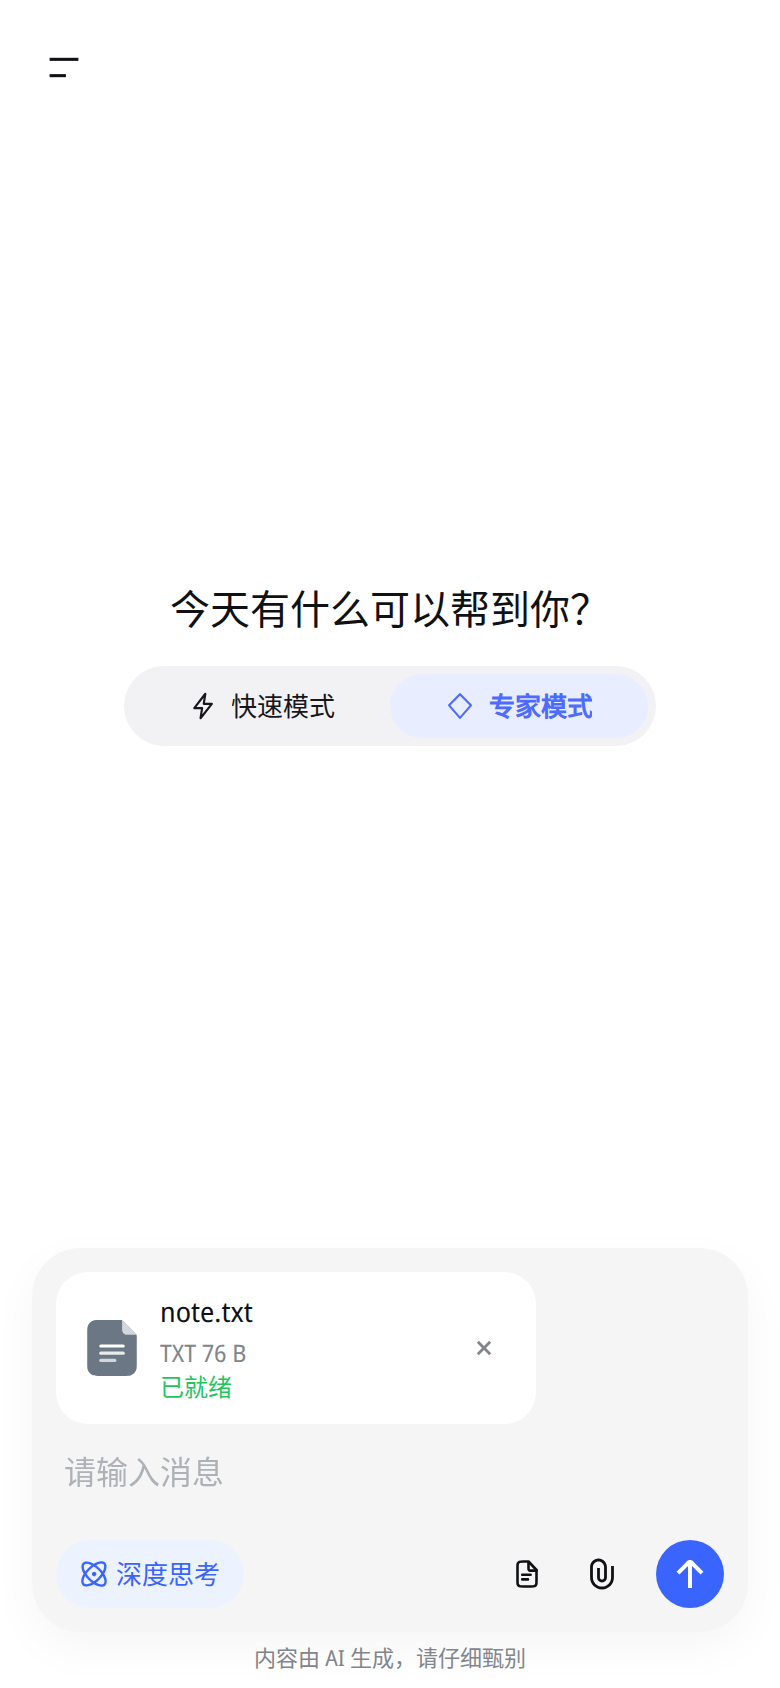 今天有什么可以帮到你？
快速模式
专家模式
note.txt
TXT 76 B
已就绪
请输入消息
深度思考
内容由 AI 生成，请仔细甄别